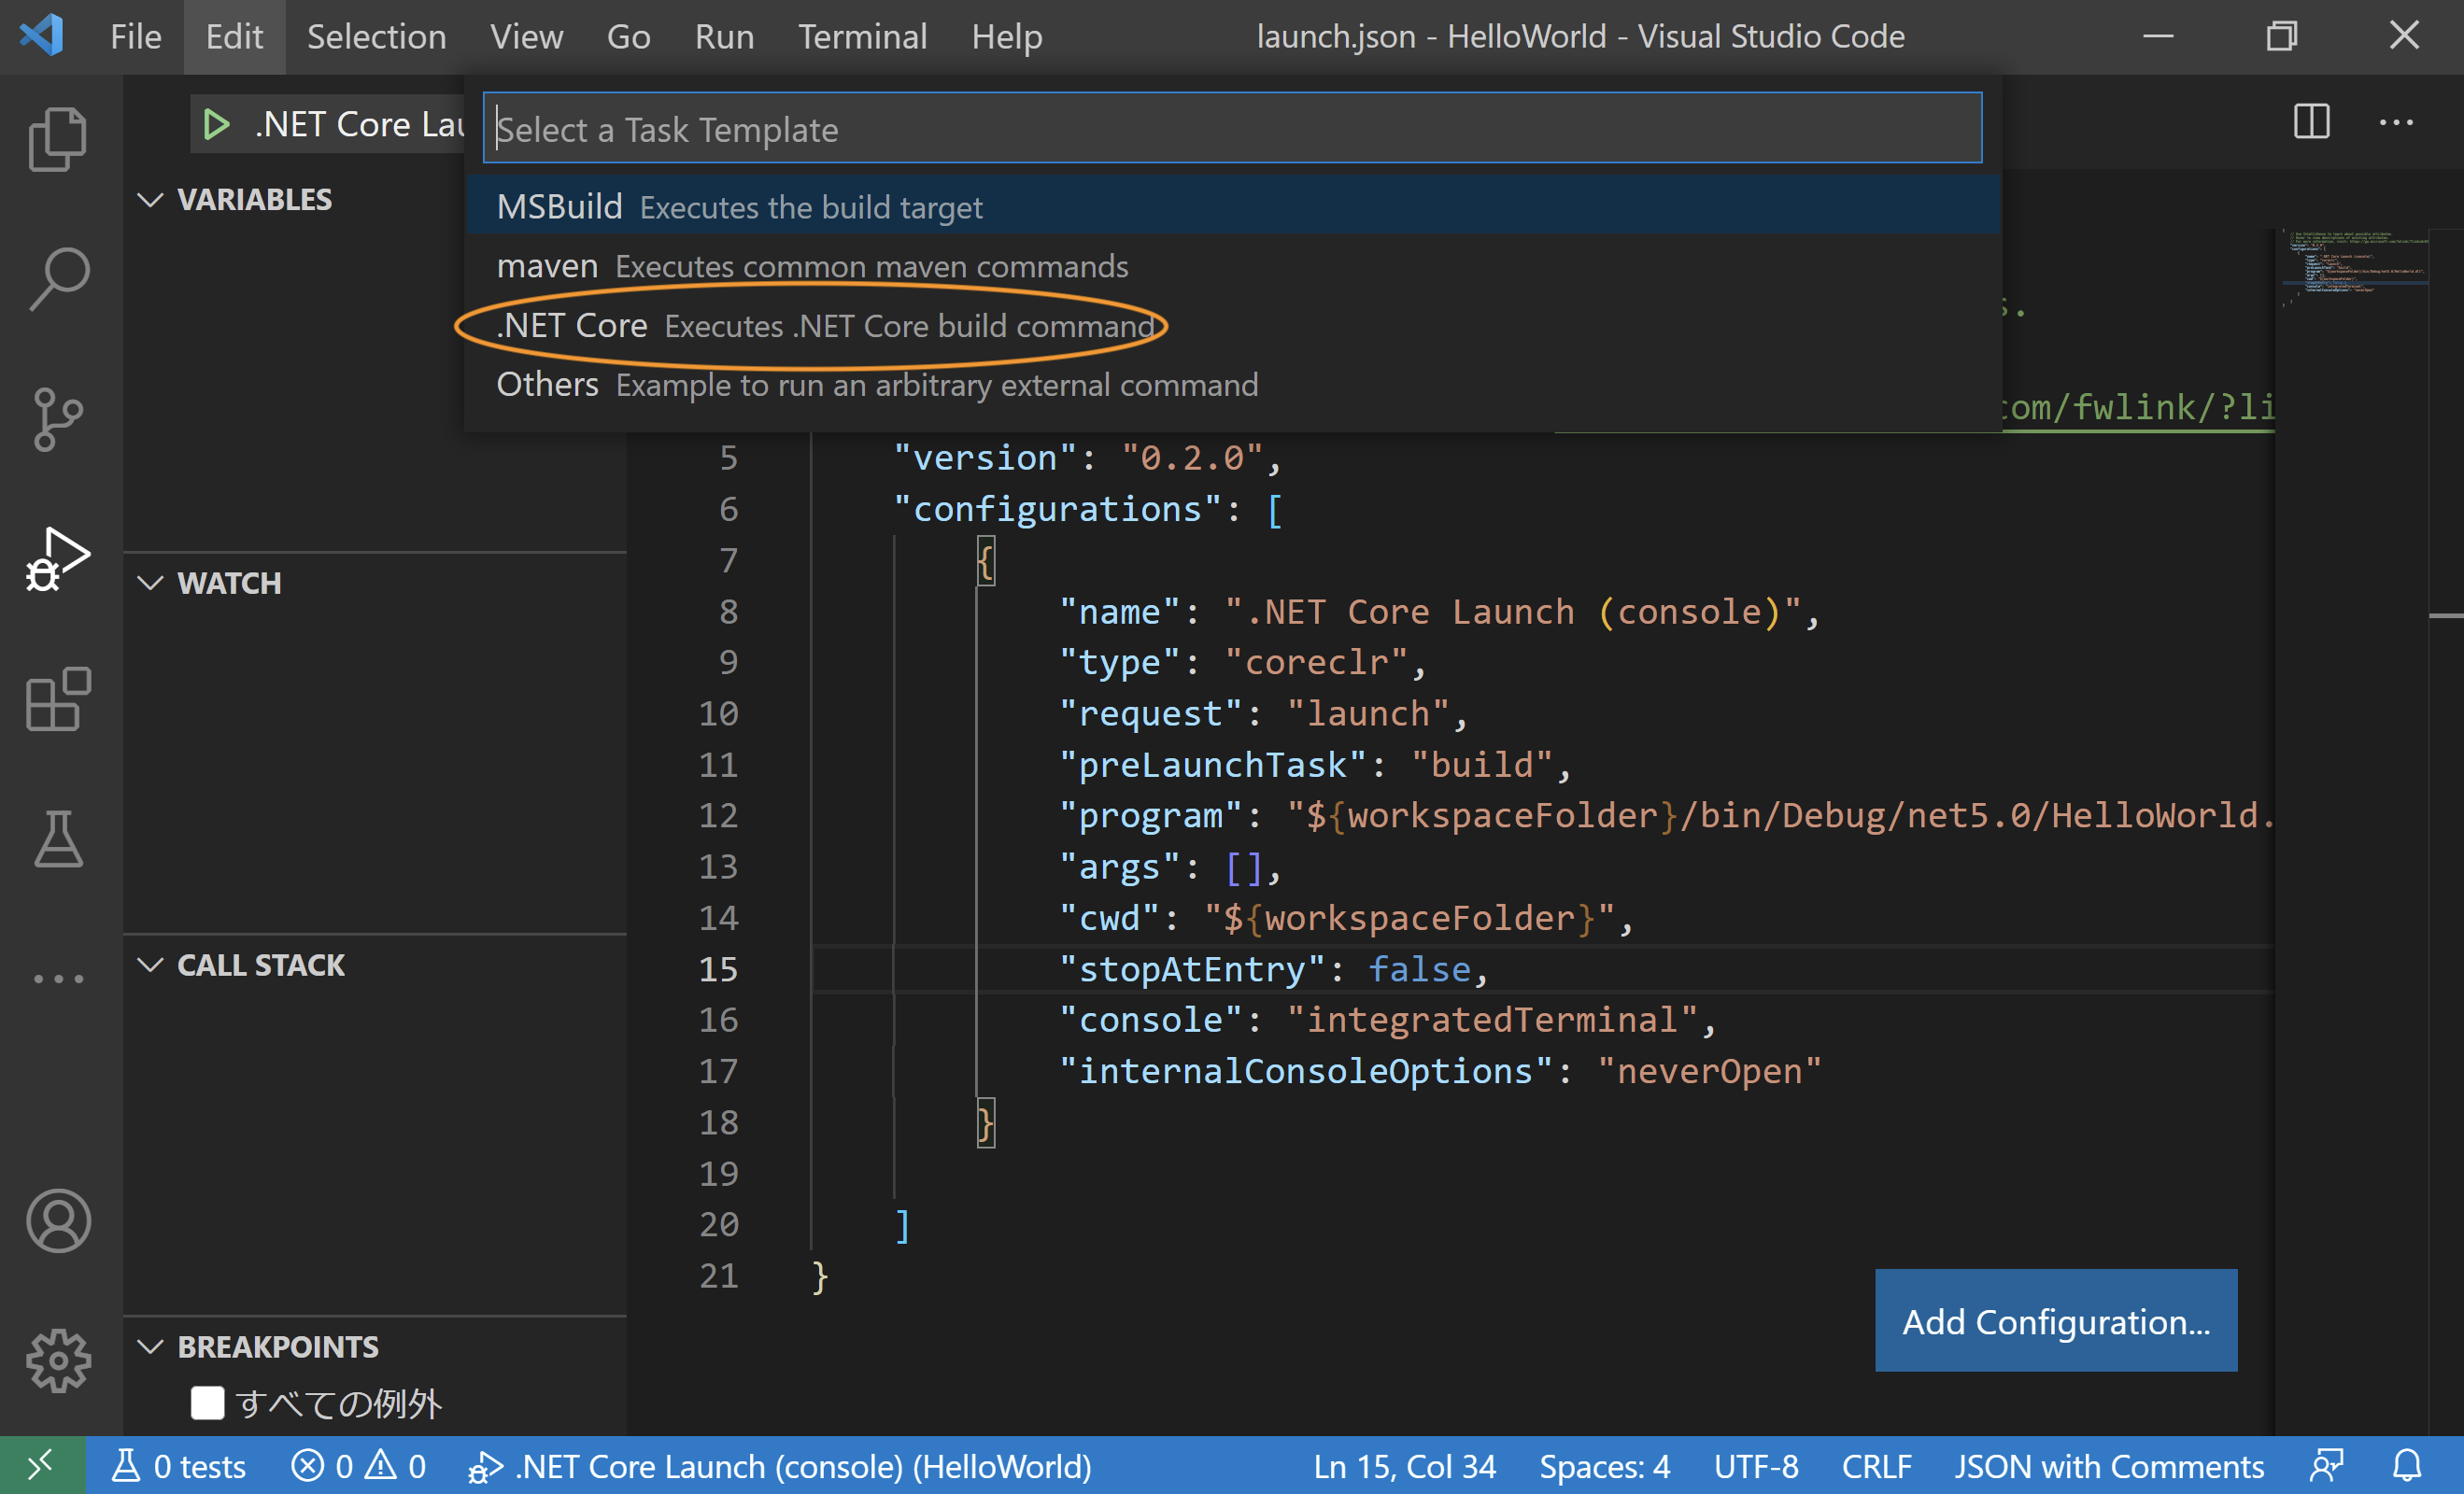 File Edit Selection View Go Run Terminal Help launch.json - HelloWorld - Visual Studio Code
.NET Core Lau
Select a Task Template
MSBuild Executes the build target
maven Executes common maven commands
.NET Core Executes .NET Core build command
Others Example to run an arbitrary external command
VARIABLES
WATCH
CALL STACK
BREAKPOINTS
すべての例外
s.
com/fwlink/?li
5 "version": "0.2.0",
6 "configurations": [
7 {
8 "name": ".NET Core Launch (console)",
9 "type": "coreclr",
10 "request": "launch",
11 "preLaunchTask": "build",
12 "program": "${workspaceFolder}/bin/Debug/net5.0/HelloWorld.
13 "args": [],
14 "cwd": "${workspaceFolder}",
15 "stopAtEntry": false,
16 "console": "integratedTerminal",
17 "internalConsoleOptions": "neverOpen"
18 }
19
20 ]
21 }
Add Configuration...
0 tests 0 0 .NET Core Launch (console) (HelloWorld) Ln 15, Col 34 Spaces: 4 UTF-8 CRLF JSON with Comments